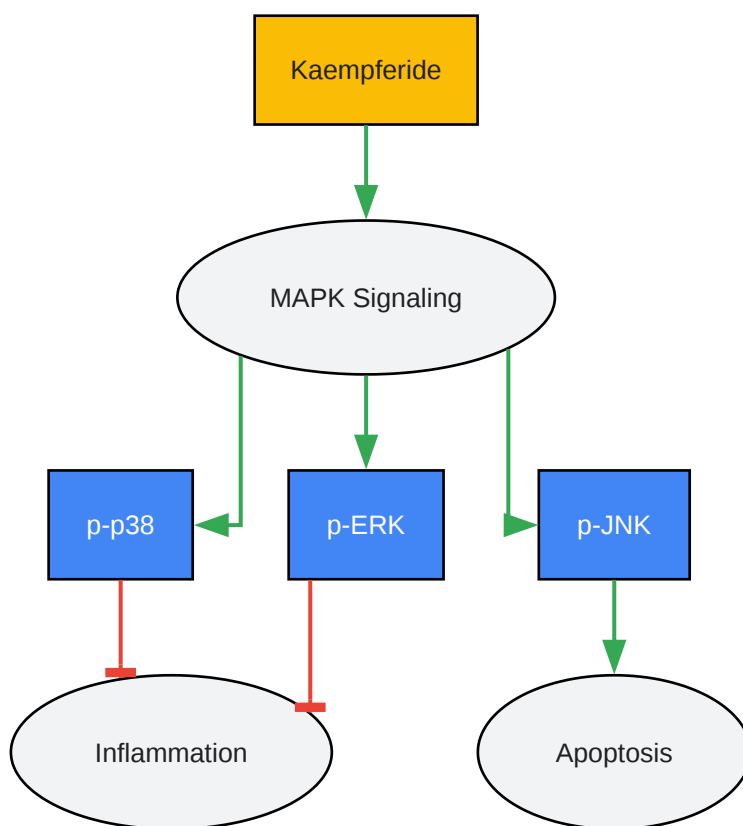 Kaempferide
MAPK Signaling
p-p38
p-ERK
p-JNK
Inflammation
Apoptosis